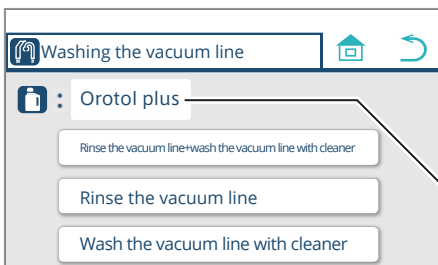 Washing the vacuum line
: Orotol plus
Rinse the vacuum line+wash the vacuum line with cleaner
Rinse the vacuum line
Wash the vacuum line with cleaner